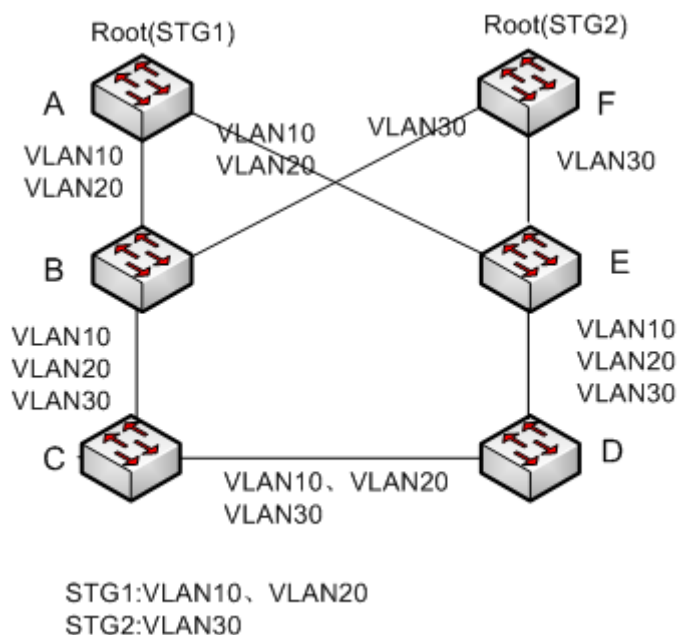 Root(STG1)
Root(STG2)
A
F
VLAN10
VLAN20
VLAN10
VLAN20
VLAN30
VLAN30
B
E
VLAN10
VLAN20
VLAN30
VLAN10
VLAN20
VLAN30
C
D
VLAN10、VLAN20
VLAN30
STG1:VLAN10、VLAN20
STG2:VLAN30